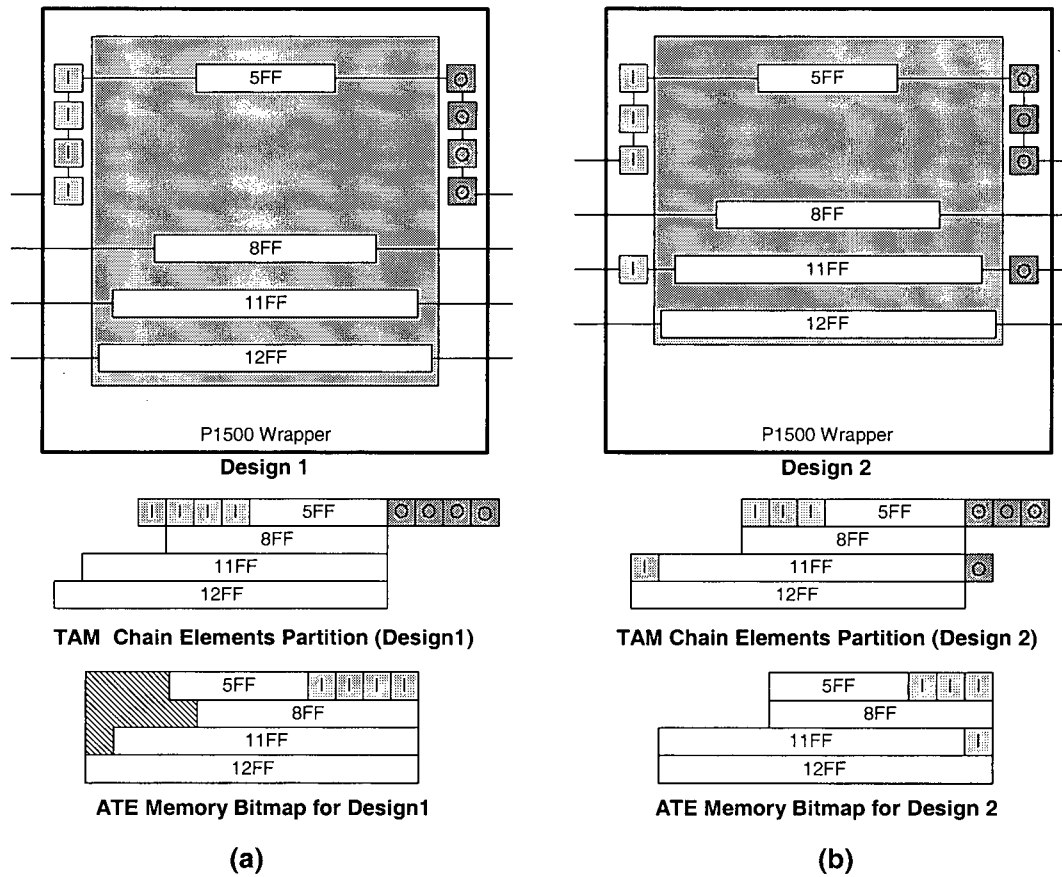 I 5FF O
I O
I O
I O
8FF
11FF
12FF
P1500 Wrapper
Design 1
I I I I 5FF O O O O
8FF
11FF
12FF
TAM Chain Elements Partition (Design1)
5FF I I I I
8FF
11FF
12FF
ATE Memory Bitmap for Design1
(a)
I 5FF O
I O
I O
8FF
I 11FF O
12FF
P1500 Wrapper
Design 2
I I I 5FF O O O
8FF
I 11FF O
12FF
TAM Chain Elements Partition (Design 2)
5FF I I I
8FF
11FF I
12FF
ATE Memory Bitmap for Design 2
(b)